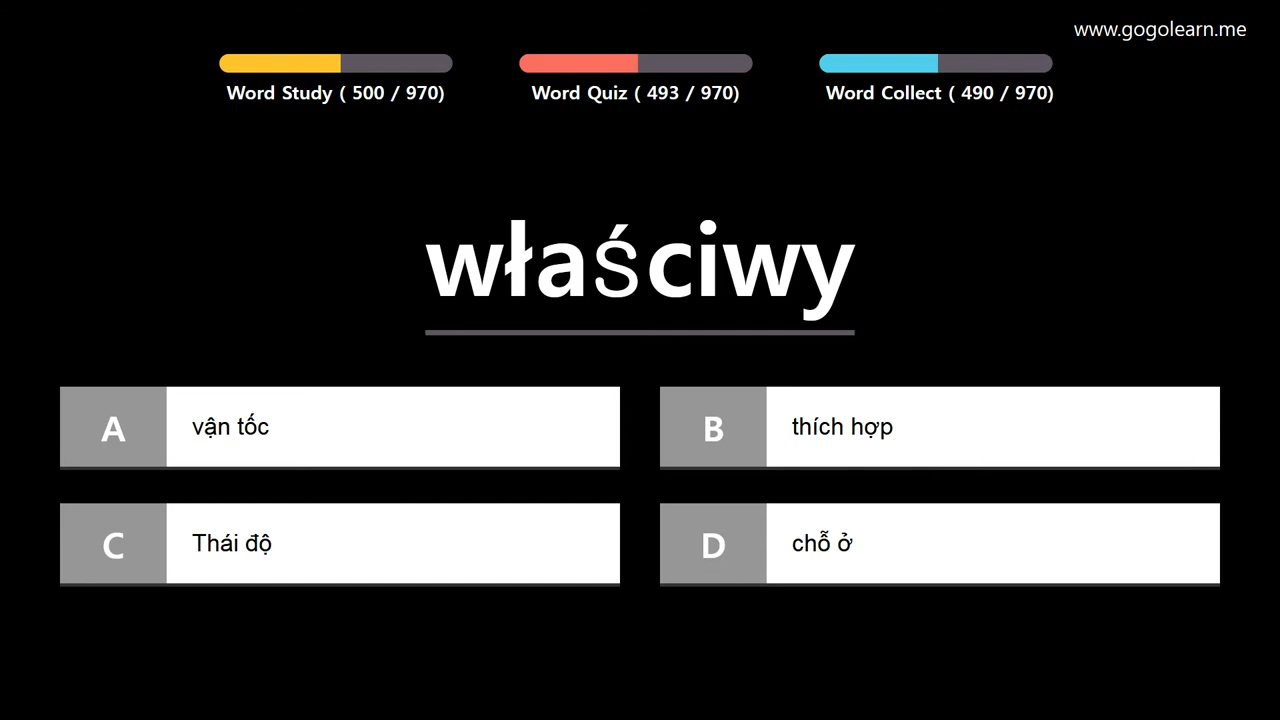 www.gogolearn.me
Word Study ( 500 / 970)
Word Quiz ( 493 / 970)
Word Collect ( 490 / 970)
właściwy
A vận tốc
B thích hợp
C Thái độ
D chỗ ở